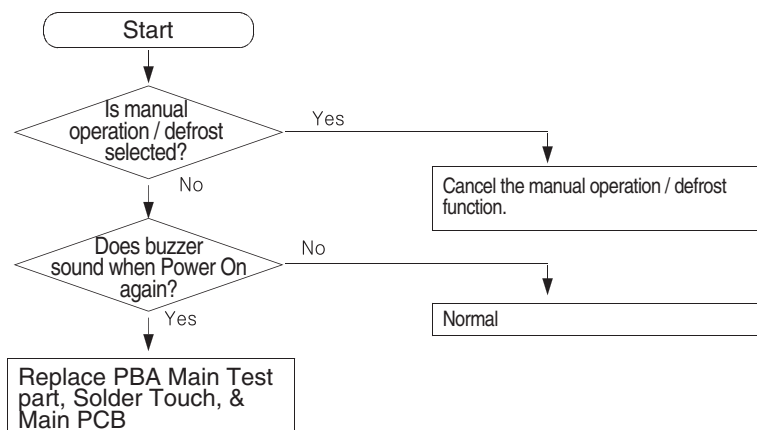 Start
Is manual
operation / defrost
selected?
Yes
No
Cancel the manual operation / defrost
function.
Does buzzer
sound when Power On
again?
No
Yes
Normal
Replace PBA Main Test
part, Solder Touch, &
Main PCB